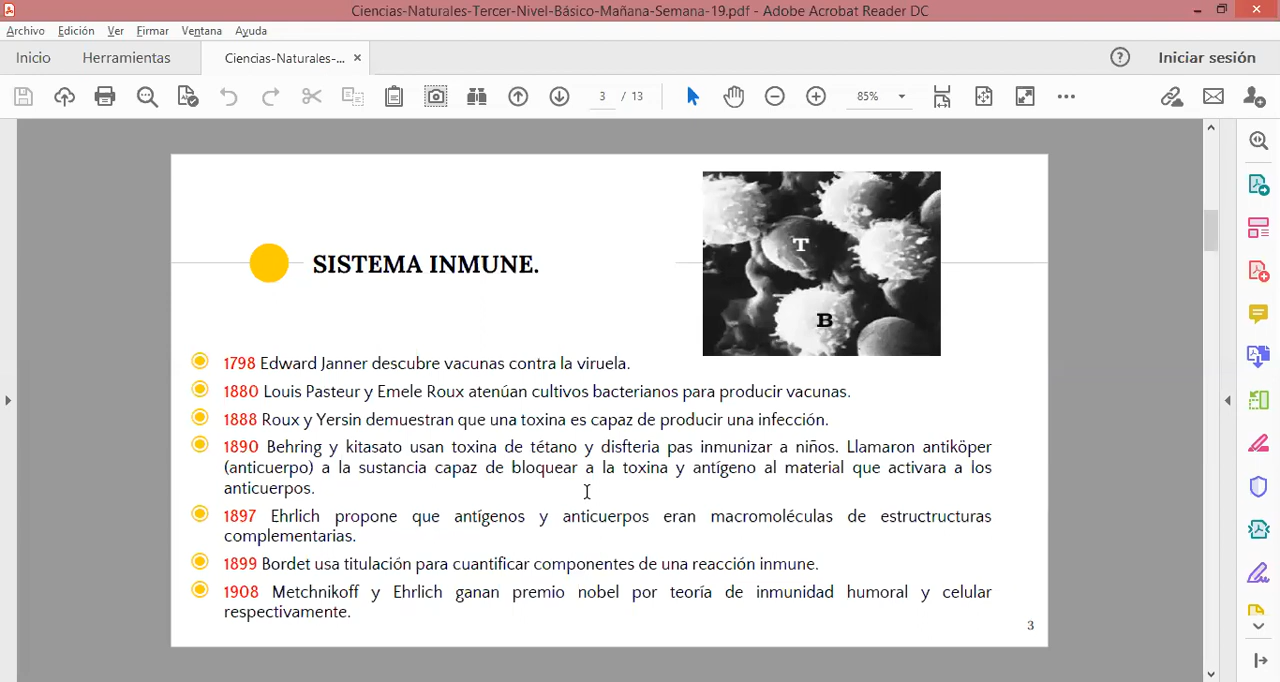 Ciencias-Naturales-Tercer-Nivel-Básico-Mañana-Semana-19.pdf - Adobe Acrobat Reader DC
Archivo Edición Ver Firmar Ventana Ayuda
Inicio Herramientas Ciencias-Naturales-... × Iniciar sesión
3 / 13 85%
SISTEMA INMUNE.
T
B
1798 Edward Janner descubre vacunas contra la viruela.
1880 Louis Pasteur y Emele Roux atenúan cultivos bacterianos para producir vacunas.
1888 Roux y Yersin demuestran que una toxina es capaz de producir una infección.
1890 Behring y kitasato usan toxina de tétano y disfteria pas inmunizar a niños. Llamaron antiköper
(anticuerpo) a la sustancia capaz de bloquear a la toxina y antígeno al material que activara a los
anticuerpos.
1897 Ehrlich propone que antígenos y anticuerpos eran macromoléculas de estructructuras
complementarias.
1899 Bordet usa titulación para cuantificar componentes de una reacción inmune.
1908 Metchnikoff y Ehrlich ganan premio nobel por teoría de inmunidad humoral y celular
respectivamente.
3